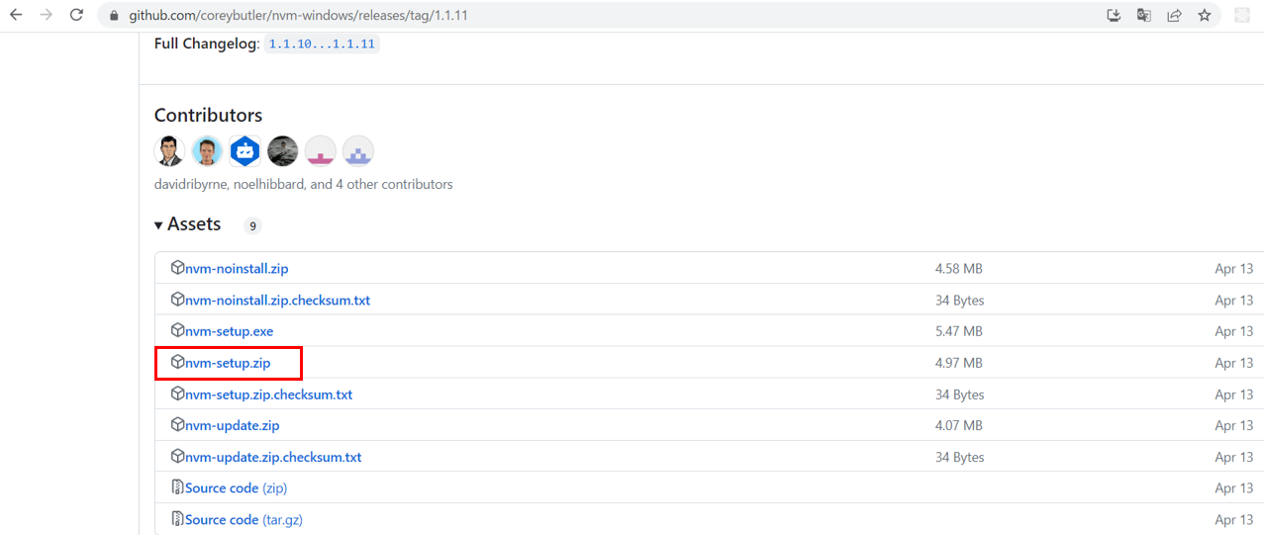 github.com/coreybutler/nvm-windows/releases/tag/1.1.11
Full Changelog: 1.1.10...1.1.11
Contributors
davidribyrne, noelhibbard, and 4 other contributors
Assets 9
nvm-noinstall.zip 4.58 MB Apr 13
nvm-noinstall.zip.checksum.txt 34 Bytes Apr 13
nvm-setup.exe 5.47 MB Apr 13
nvm-setup.zip 4.97 MB Apr 13
nvm-setup.zip.checksum.txt 34 Bytes Apr 13
nvm-update.zip 4.07 MB Apr 13
nvm-update.zip.checksum.txt 34 Bytes Apr 13
Source code (zip) Apr 13
Source code (tar.gz) Apr 13